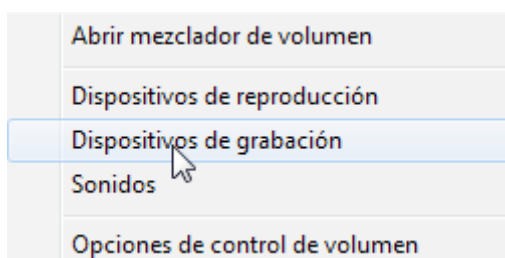 Abrir mezclador de volumen
Dispositivos de reproducción
Dispositivos de grabación
Sonidos
Opciones de control de volumen